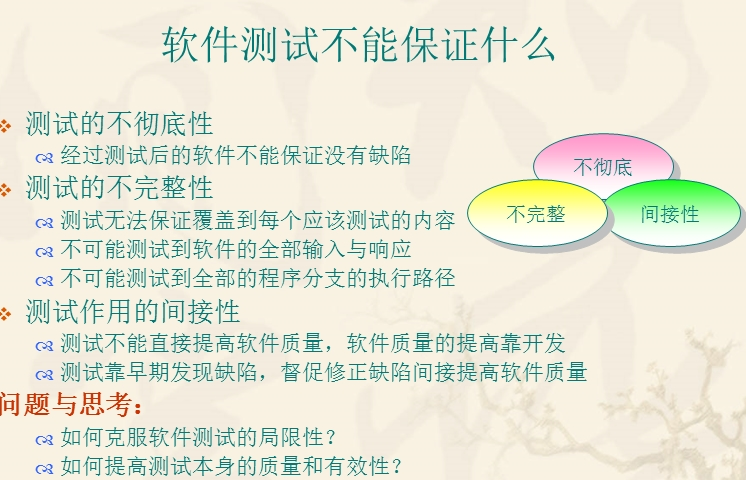 软件测试不能保证什么
测试的不彻底性
经过测试后的软件不能保证没有缺陷
测试的不完整性
测试无法保证覆盖到每个应该测试的内容
不可能测试到软件的全部输入与响应
不可能测试到全部的程序分支的执行路径
测试作用的间接性
测试不能直接提高软件质量，软件质量的提高靠开发
测试靠早期发现缺陷，督促修正缺陷间接提高软件质量
问题与思考：
如何克服软件测试的局限性？
如何提高测试本身的质量和有效性？
不彻底
不完整
间接性